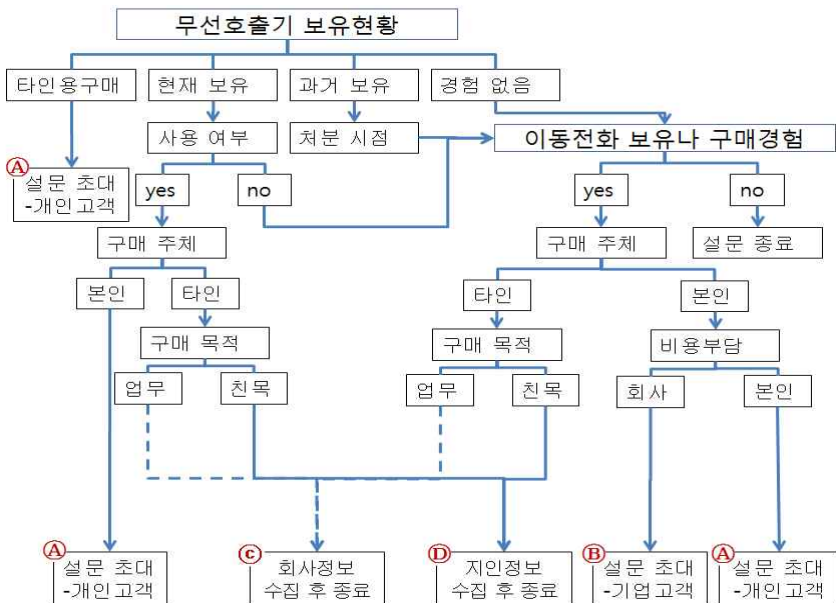 무선호출기 보유현황
타인용구매
현재 보유
과거 보유
경험 없음
사용 여부
처분 시점
이동전화 보유나 구매경험
Ⓐ
설문 초대
-개인고객
yes
no
yes
no
구매 주체
구매 주체
설문 종료
본인
타인
타인
본인
구매 목적
구매 목적
비용부담
업무
친목
업무
친목
회사
본인
Ⓐ
설문 초대
-개인고객
ⓒ
회사정보
수집 후 종료
Ⓓ
지인정보
수집 후 종료
Ⓑ
설문 초대
-기업고객
Ⓐ
설문 초대
-개인고객